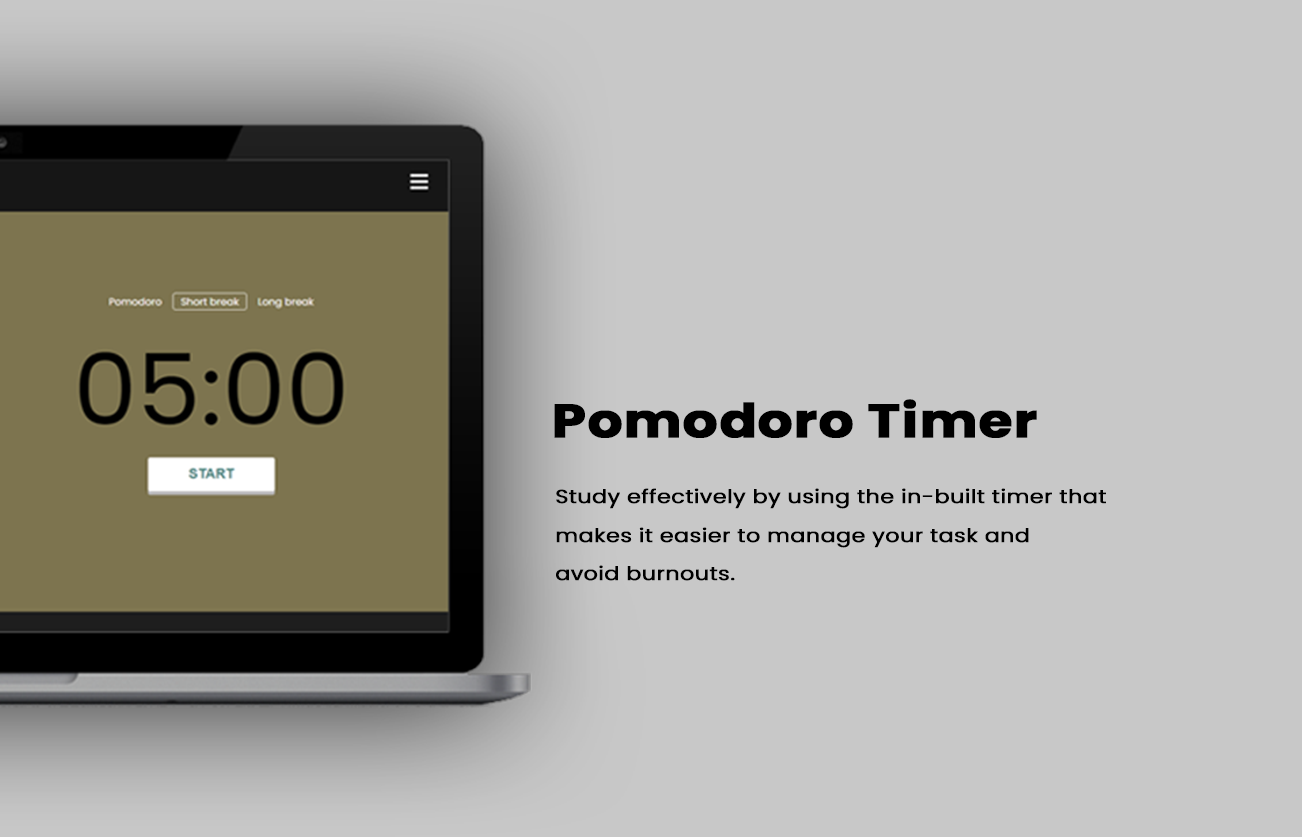 Pomodoro Short break Long break
05:00
START
Pomodoro Timer
Study effectively by using the in-built timer that
makes it easier to manage your task and
avoid burnouts.